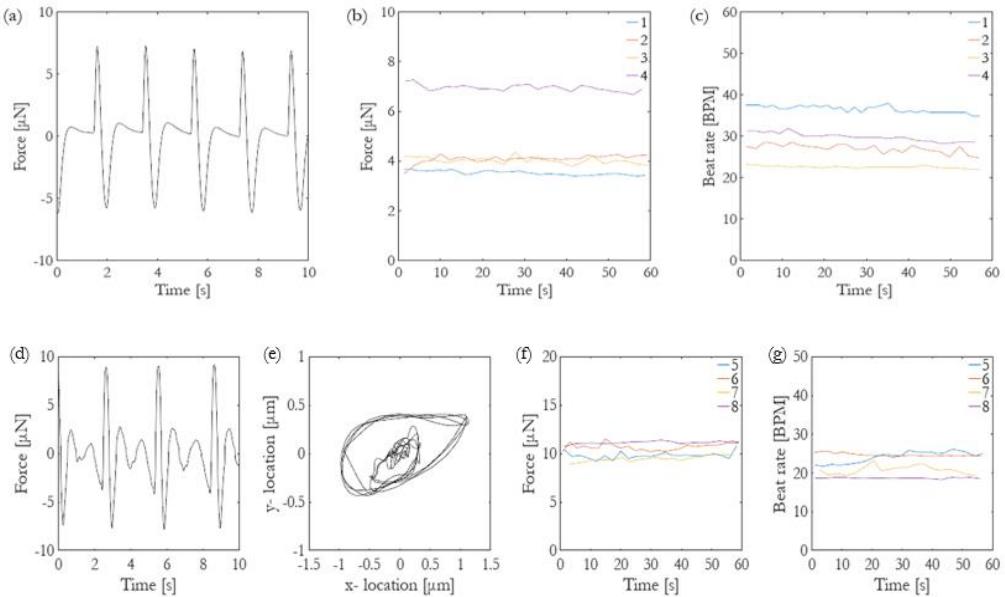 (a)
10
5
0
-5
-10
Force [µN]
0 2 4 6 8 10
Time [s]
(b)
10
8
6
4
2
0
Force [µN]
0 10 20 30 40 50 60
Time [s]
1
2
3
4
(c)
60
50
40
30
20
10
0
Beat rate [BPM]
0 10 20 30 40 50 60
Time [s]
1
2
3
4
(d)
10
5
0
-5
-10
Force [µN]
0 2 4 6 8 10
Time [s]
(e)
1
0.5
0
-0.5
-1
y- location [µm]
-1.5 -1 -0.5 0 0.5 1 1.5
x- location [µm]
(f)
20
15
10
5
0
Force [µN]
0 10 20 30 40 50 60
Time [s]
5
6
7
8
(g)
50
40
30
20
10
0
Beat rate [BPM]
0 10 20 30 40 50 60
Time [s]
5
6
7
8